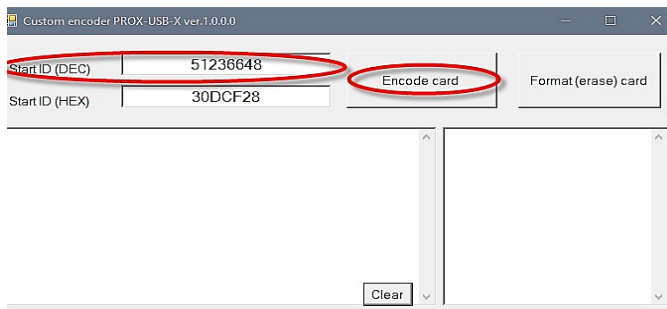 Custom encoder PROX-USB-X ver.1.0.0.0
Start ID (DEC) 51236648 Encode card Format (erase) card
Start ID (HEX) 30DCF28
Clear